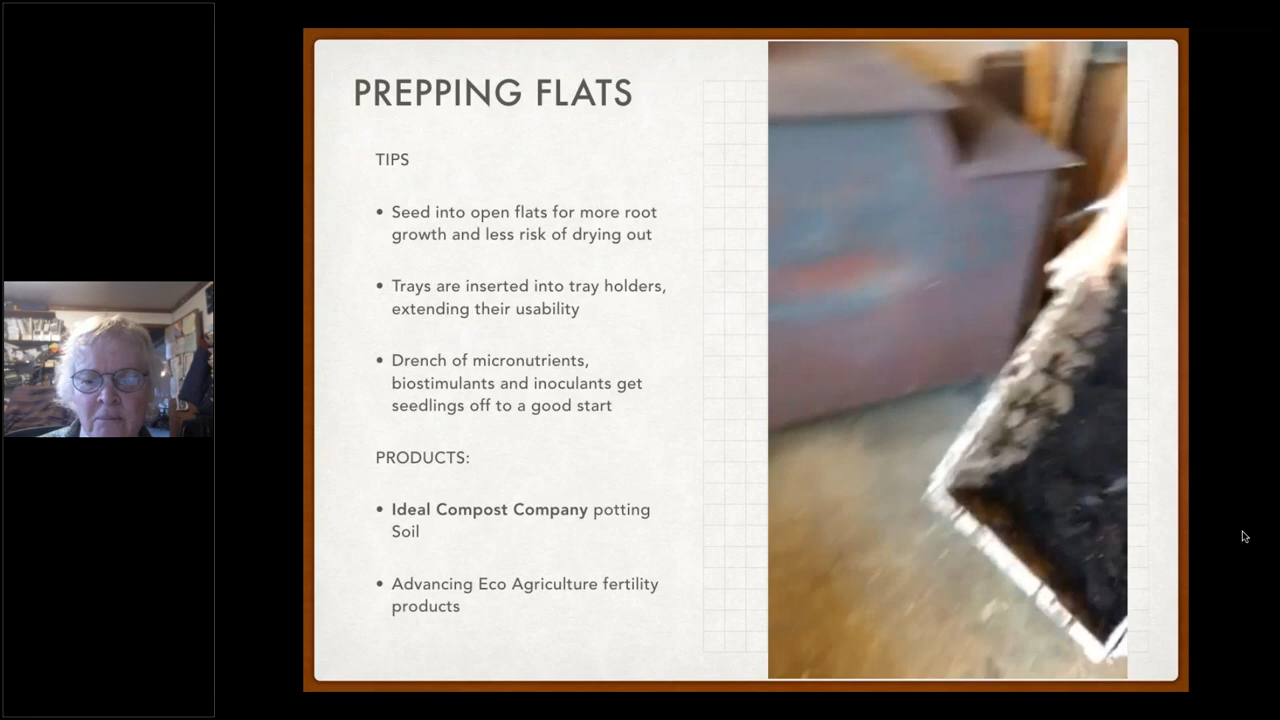 PREPPING FLATS
TIPS
• Seed into open flats for more root
growth and less risk of drying out
• Trays are inserted into tray holders,
extending their usability
• Drench of micronutrients,
biostimulants and inoculants get
seedlings off to a good start
PRODUCTS:
• Ideal Compost Company potting
Soil
• Advancing Eco Agriculture fertility
products